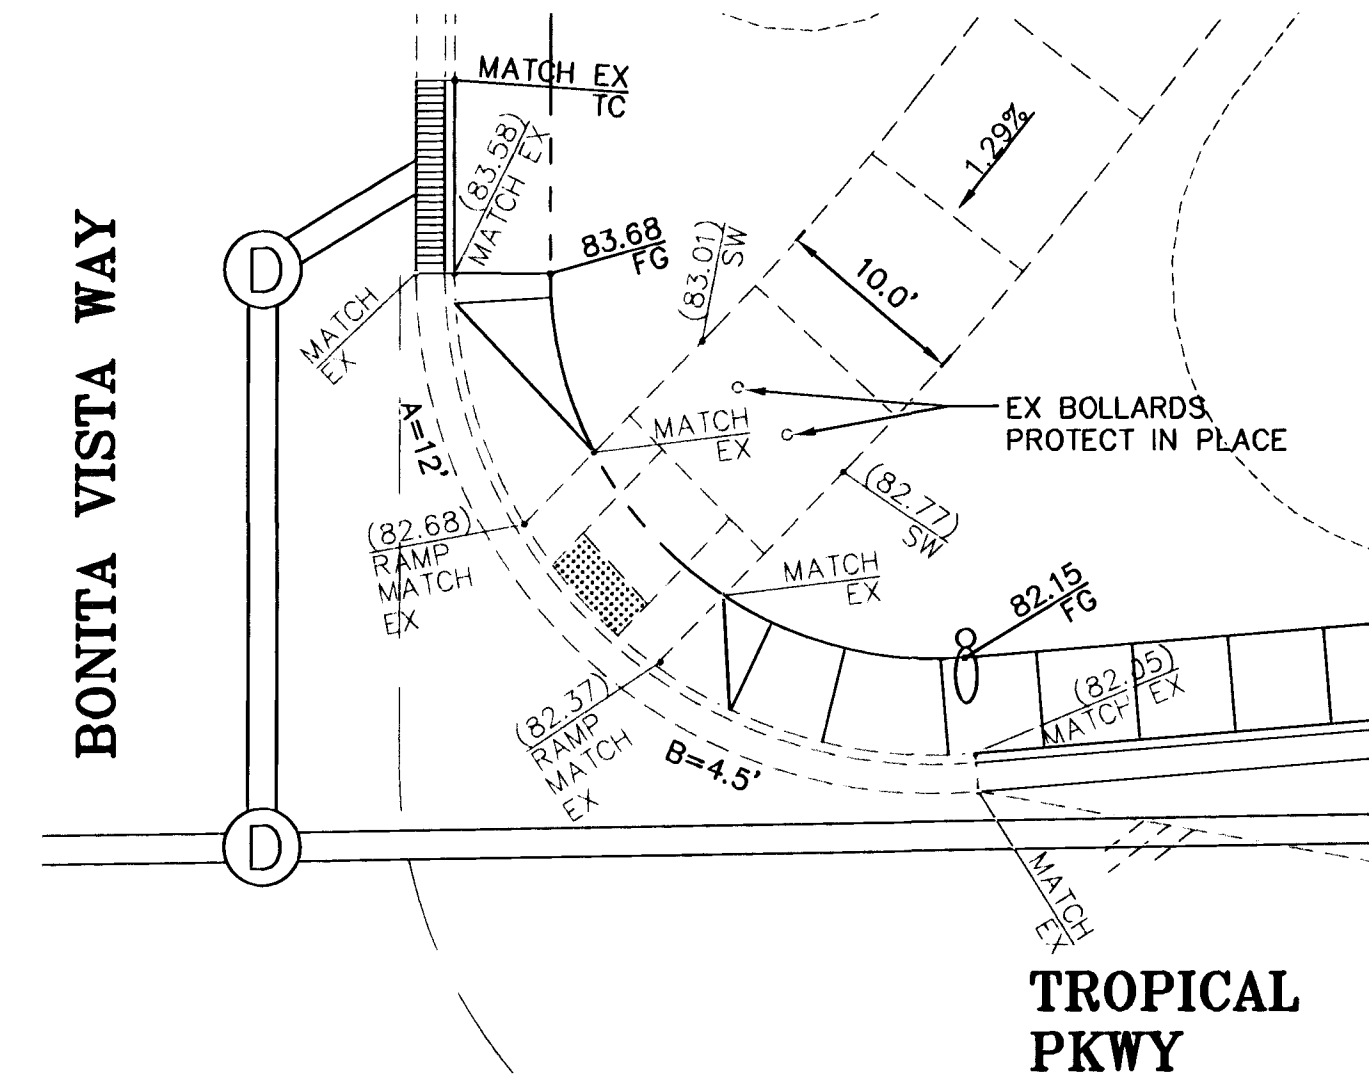 MATCH EX
TC
(83.58)
MATCH EX
1.29%
83.68
FG
(83.01)
SW
10.0'
D
MATCH
EX
BONITA VISTA WAY
A=12'
EX BOLLARDS
PROTECT IN PLACE
MATCH
EX
(82.77)
SW
(82.68)
RAMP
MATCH
EX
MATCH
EX
82.15
FG
(82.05)
MATCH EX
(82.37)
RAMP
MATCH
EX
B=4.5'
D
MATCH
EX
TROPICAL
PKWY